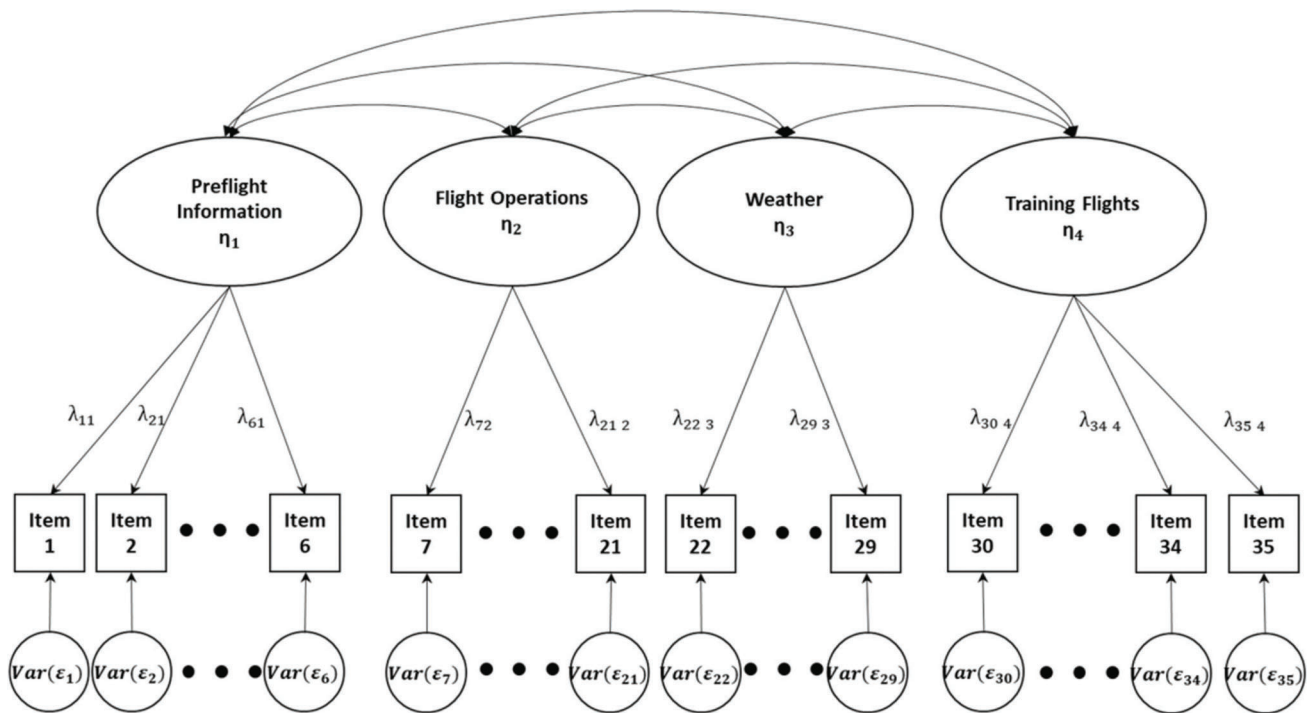 Preflight
Information
η₁
Flight Operations
η₂
Weather
η₃
Training Flights
η₄
λ₁₁
λ₂₁
λ₆₁
λ₇₂
λ₂₁ ₂
λ₂₂ ₃
λ₂₉ ₃
λ₃₀ ₄
λ₃₄ ₄
λ₃₅ ₄
Item
1
Item
2
Item
6
Item
7
Item
21
Item
22
Item
29
Item
30
Item
34
Item
35
Var(ε₁)
Var(ε₂)
Var(ε₆)
Var(ε₇)
Var(ε₂₁)
Var(ε₂₂)
Var(ε₂₉)
Var(ε₃₀)
Var(ε₃₄)
Var(ε₃₅)